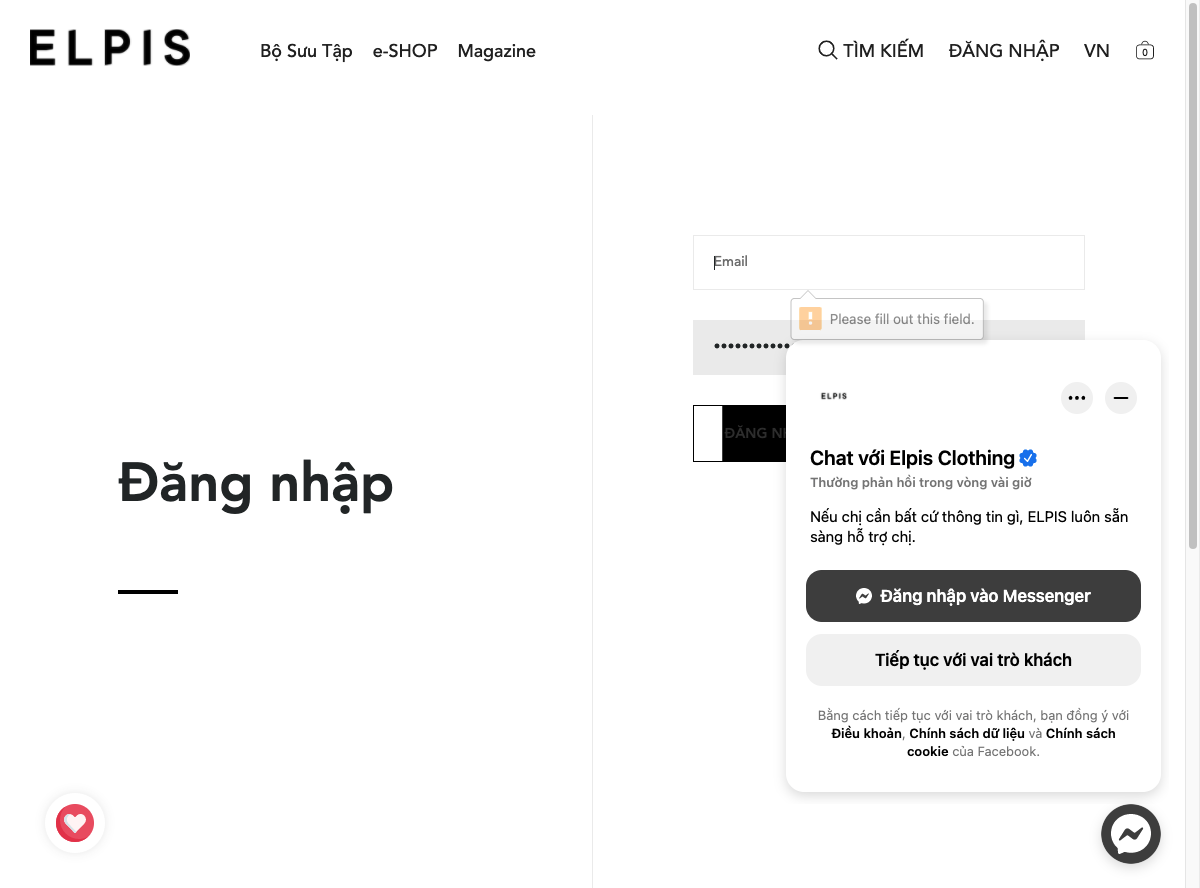 ELPIS
Bộ Sưu Tập e-SHOP Magazine
TÌM KIẾM ĐĂNG NHẬP VN 0
Đăng nhập
Email
Please fill out this field.
ĐĂNG
ELPIS
Chat với Elpis Clothing
Thường phản hồi trong vòng vài giờ
Nếu chị cần bất cứ thông tin gì, ELPIS luôn sẵn
sàng hỗ trợ chị.
Đăng nhập vào Messenger
Tiếp tục với vai trò khách
Bằng cách tiếp tục với vai trò khách, bạn đồng ý với
Điều khoản, Chính sách dữ liệu và Chính sách
cookie của Facebook.